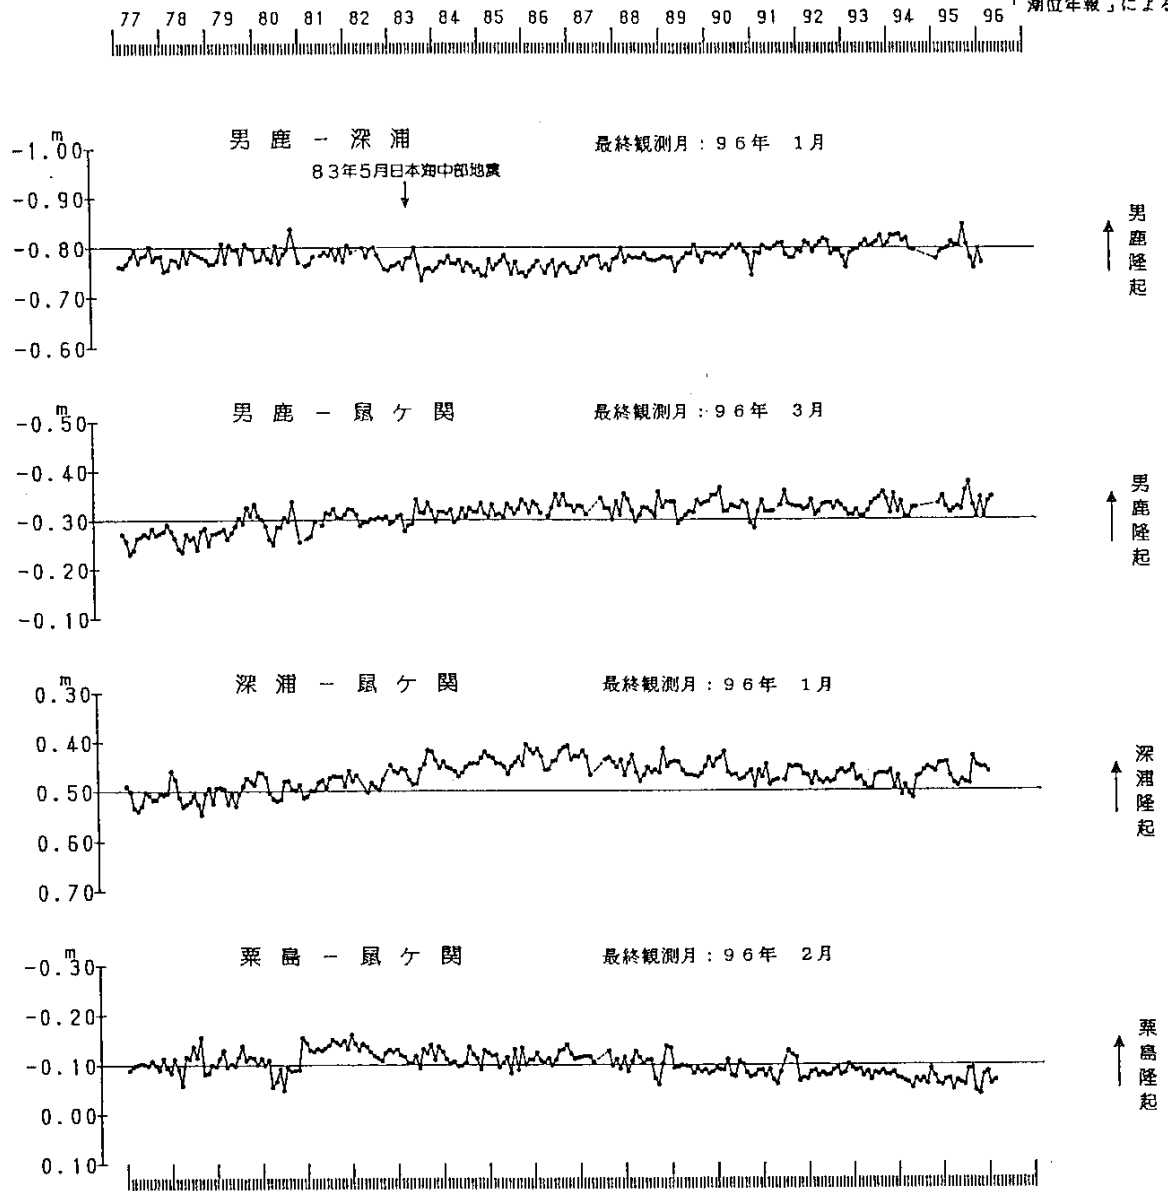 77 78 79 80 81 82 83 84 85 86 87 88 89 90 91 92 93 94 95 96
「潮位年報」による
男鹿－深浦 最終観測月：96年 1月
m
-1.00
-0.90
-0.80
-0.70
-0.60
83年5月日本海中部地震
↓
↑
男鹿隆起
男鹿－鼠ケ関 最終観測月：96年 3月
m
-0.50
-0.40
-0.30
-0.20
-0.10
↑
男鹿隆起
深浦－鼠ケ関 最終観測月：96年 1月
m
0.30
0.40
0.50
0.60
0.70
↑
深浦隆起
粟島－鼠ケ関 最終観測月：96年 2月
m
-0.30
-0.20
-0.10
0.00
0.10
↑
粟島隆起